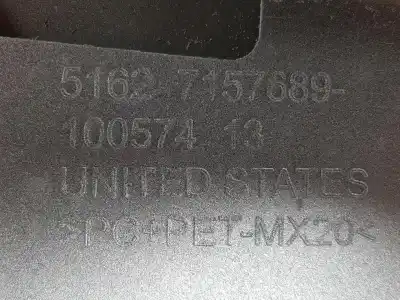 5162 7157689-
100574 13
UNITED STATES
>PC+PET-MX20<